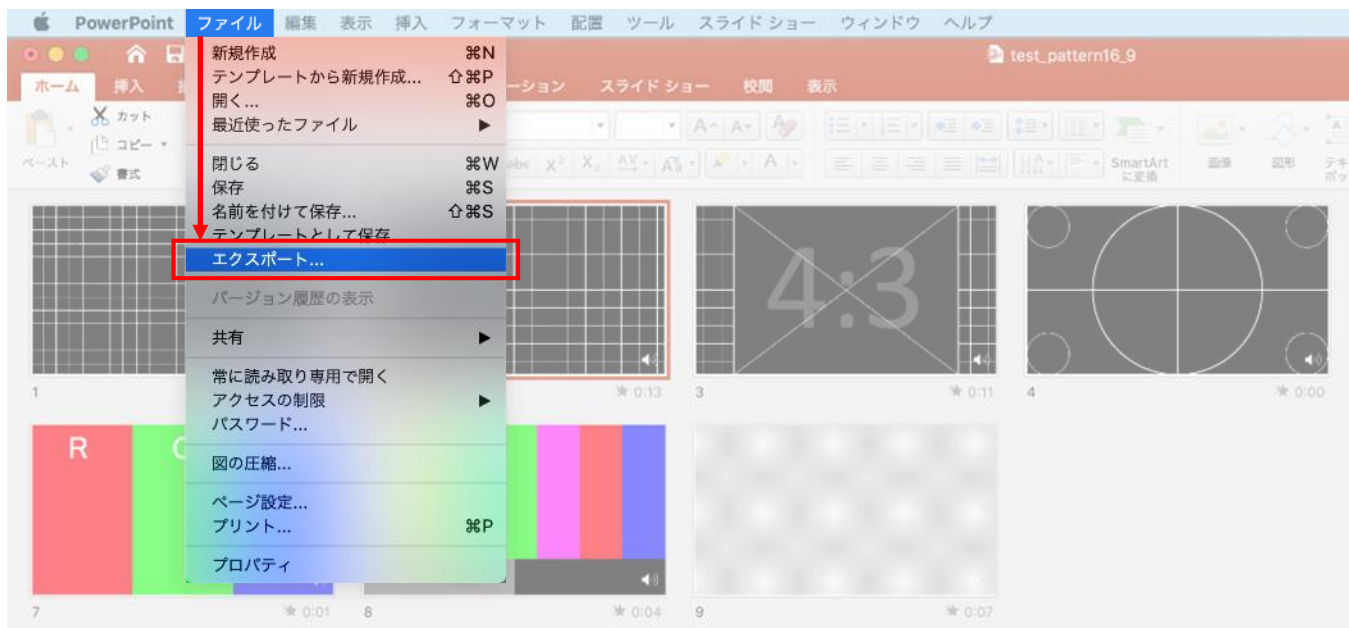 PowerPoint ファイル 編集 表示 挿入 フォーマット 配置 ツール スライド ショー ウィンドウ ヘルプ
test_pattern16_9
ホーム 挿入 ーション スライド ショー 校閲 表示
カット
コピー
ペースト
書式
abc X² X₂ AV
A
SmartArt
に変換
画像 図形 テキ
ボッ
新規作成 ⌘N
テンプレートから新規作成... ⇧⌘P
開く... ⌘O
最近使ったファイル ▶
閉じる ⌘W
保存 ⌘S
名前を付けて保存... ⇧⌘S
テンプレートとして保存
エクスポート...
バージョン履歴の表示
共有 ▶
常に読み取り専用で開く
アクセスの制限 ▶
パスワード...
図の圧縮...
ページ設定...
プリント... ⌘P
プロパティ
4:3
1 0:13 3 0:11 4 0:00
R G
7 0:01 8 0:04 9 0:07